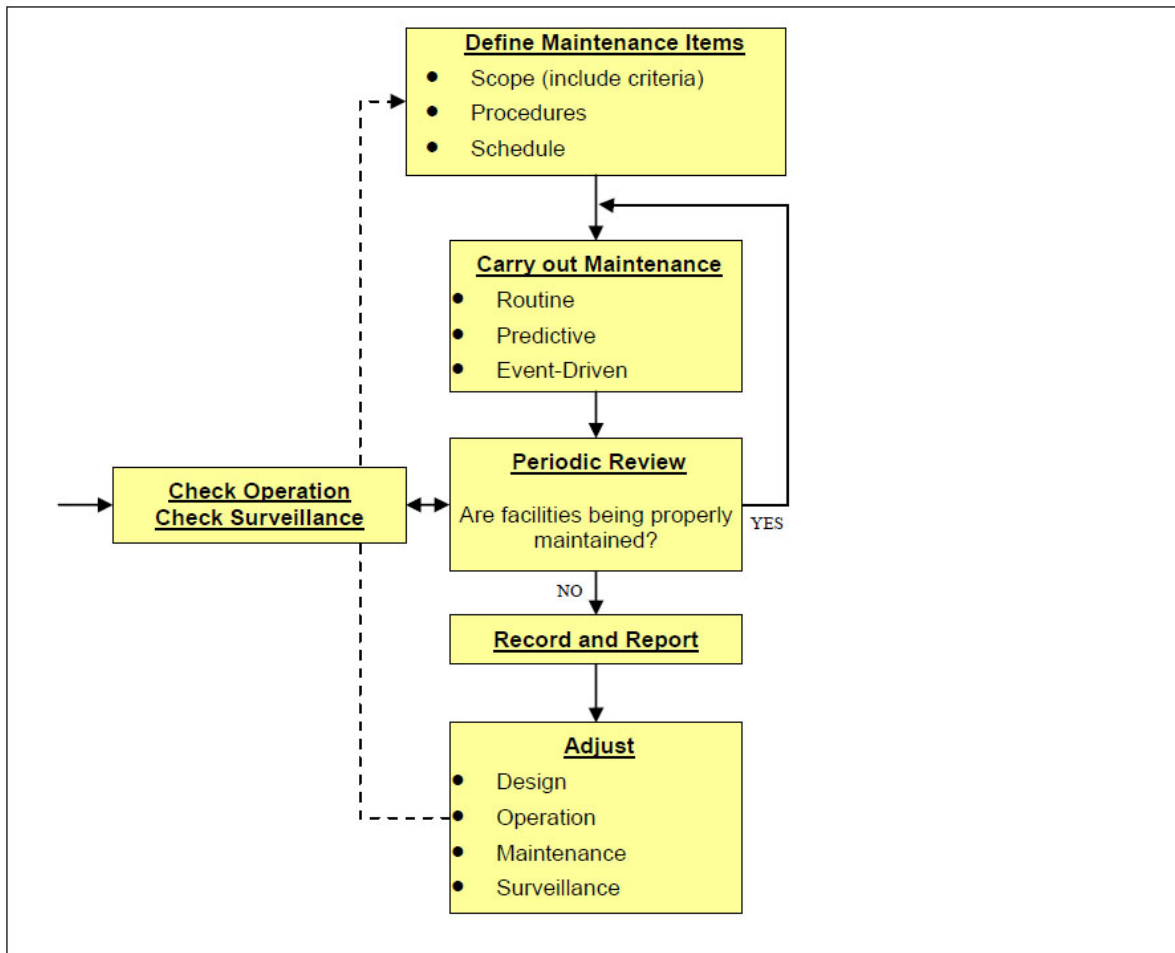 Define Maintenance Items
● Scope (include criteria)
● Procedures
● Schedule
Carry out Maintenance
● Routine
● Predictive
● Event-Driven
Check Operation
Check Surveillance
Periodic Review
Are facilities being properly
maintained?
YES
NO
Record and Report
Adjust
● Design
● Operation
● Maintenance
● Surveillance